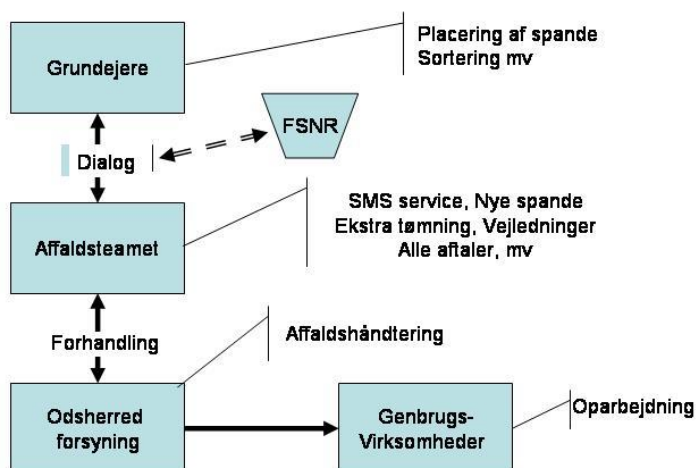 Placering af spande
Sortering mv
Grundejere
FSNR
Dialog
SMS service, Nye spande
Ekstra tømning, Vejledninger
Alle aftaler, mv
Affaldsteamet
Forhandling
Affaldshåndtering
Odsherred
forsyning
Genbrugs-
Virksomheder
Oparbejdning